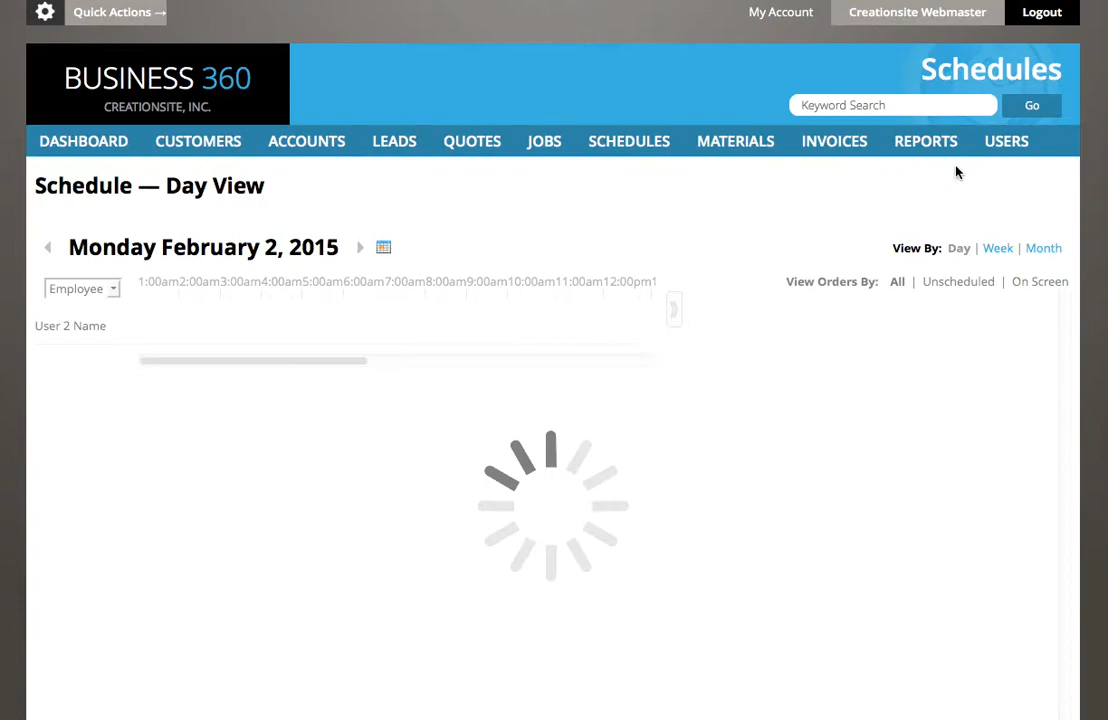 Quick Actions →
My Account
Creationsite Webmaster
Logout
BUSINESS 360
CREATIONSITE, INC.
Schedules
Keyword Search
Go
DASHBOARD CUSTOMERS ACCOUNTS LEADS QUOTES JOBS SCHEDULES MATERIALS INVOICES REPORTS USERS
Schedule — Day View
Monday February 2, 2015
View By: Day | Week | Month
Employee
1:00am2:00am3:00am4:00am5:00am6:00am7:00am8:00am9:00am10:00am11:00am12:00pm1
View Orders By: All | Unscheduled | On Screen
User 2 Name